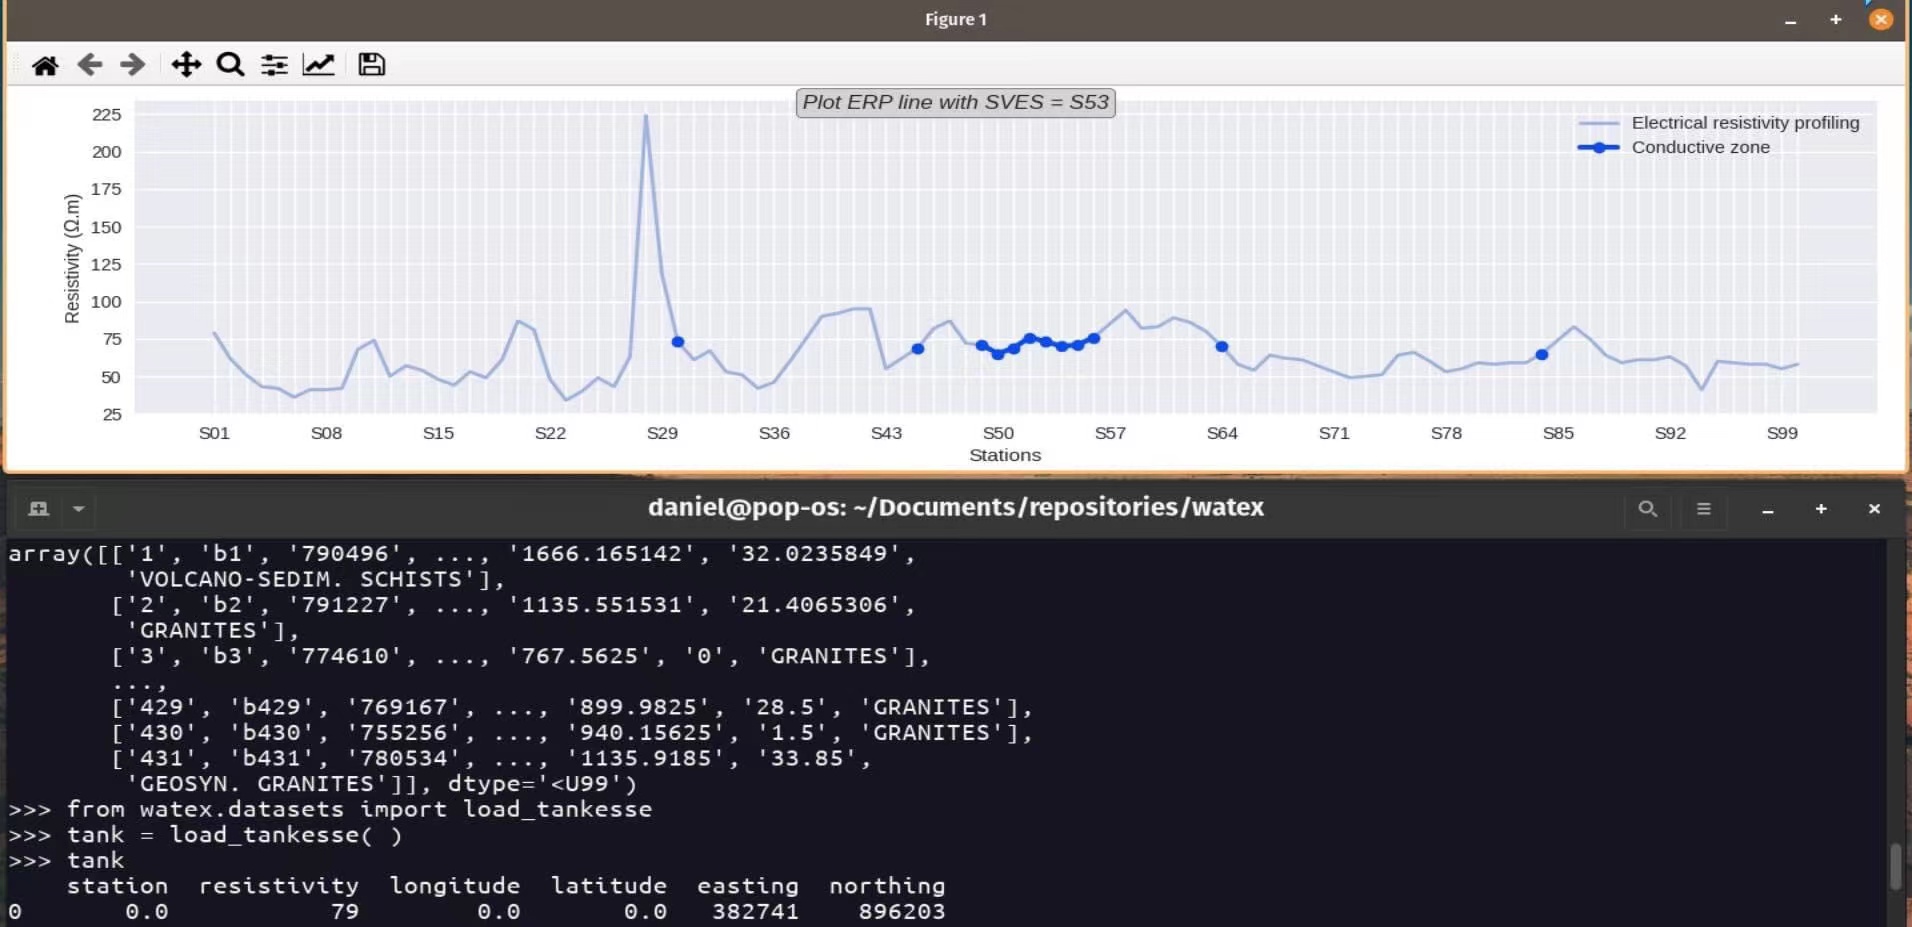 Figure 1
Plot ERP line with SVES = S53
Electrical resistivity profiling
Conductive zone
Resistivity (Ω.m)
225
200
175
150
125
100
75
50
25
S01 S08 S15 S22 S29 S36 S43 S50 S57 S64 S71 S78 S85 S92 S99
Stations
daniel@pop-os: ~/Documents/repositories/watex
array([['1', 'b1', '790496', ..., '1666.165142', '32.0235849',
'VOLCANO-SEDIM. SCHISTS'],
['2', 'b2', '791227', ..., '1135.551531', '21.4065306',
'GRANITES'],
['3', 'b3', '774610', ..., '767.5625', '0', 'GRANITES'],
...,
['429', 'b429', '769167', ..., '899.9825', '28.5', 'GRANITES'],
['430', 'b430', '755256', ..., '940.15625', '1.5', 'GRANITES'],
['431', 'b431', '780534', ..., '1135.9185', '33.85',
'GEOSYN. GRANITES']], dtype='<U99')
>>> from watex.datasets import load_tankesse
>>> tank = load_tankesse( )
>>> tank
station resistivity longitude latitude easting northing
0 0.0 79 0.0 0.0 382741 896203